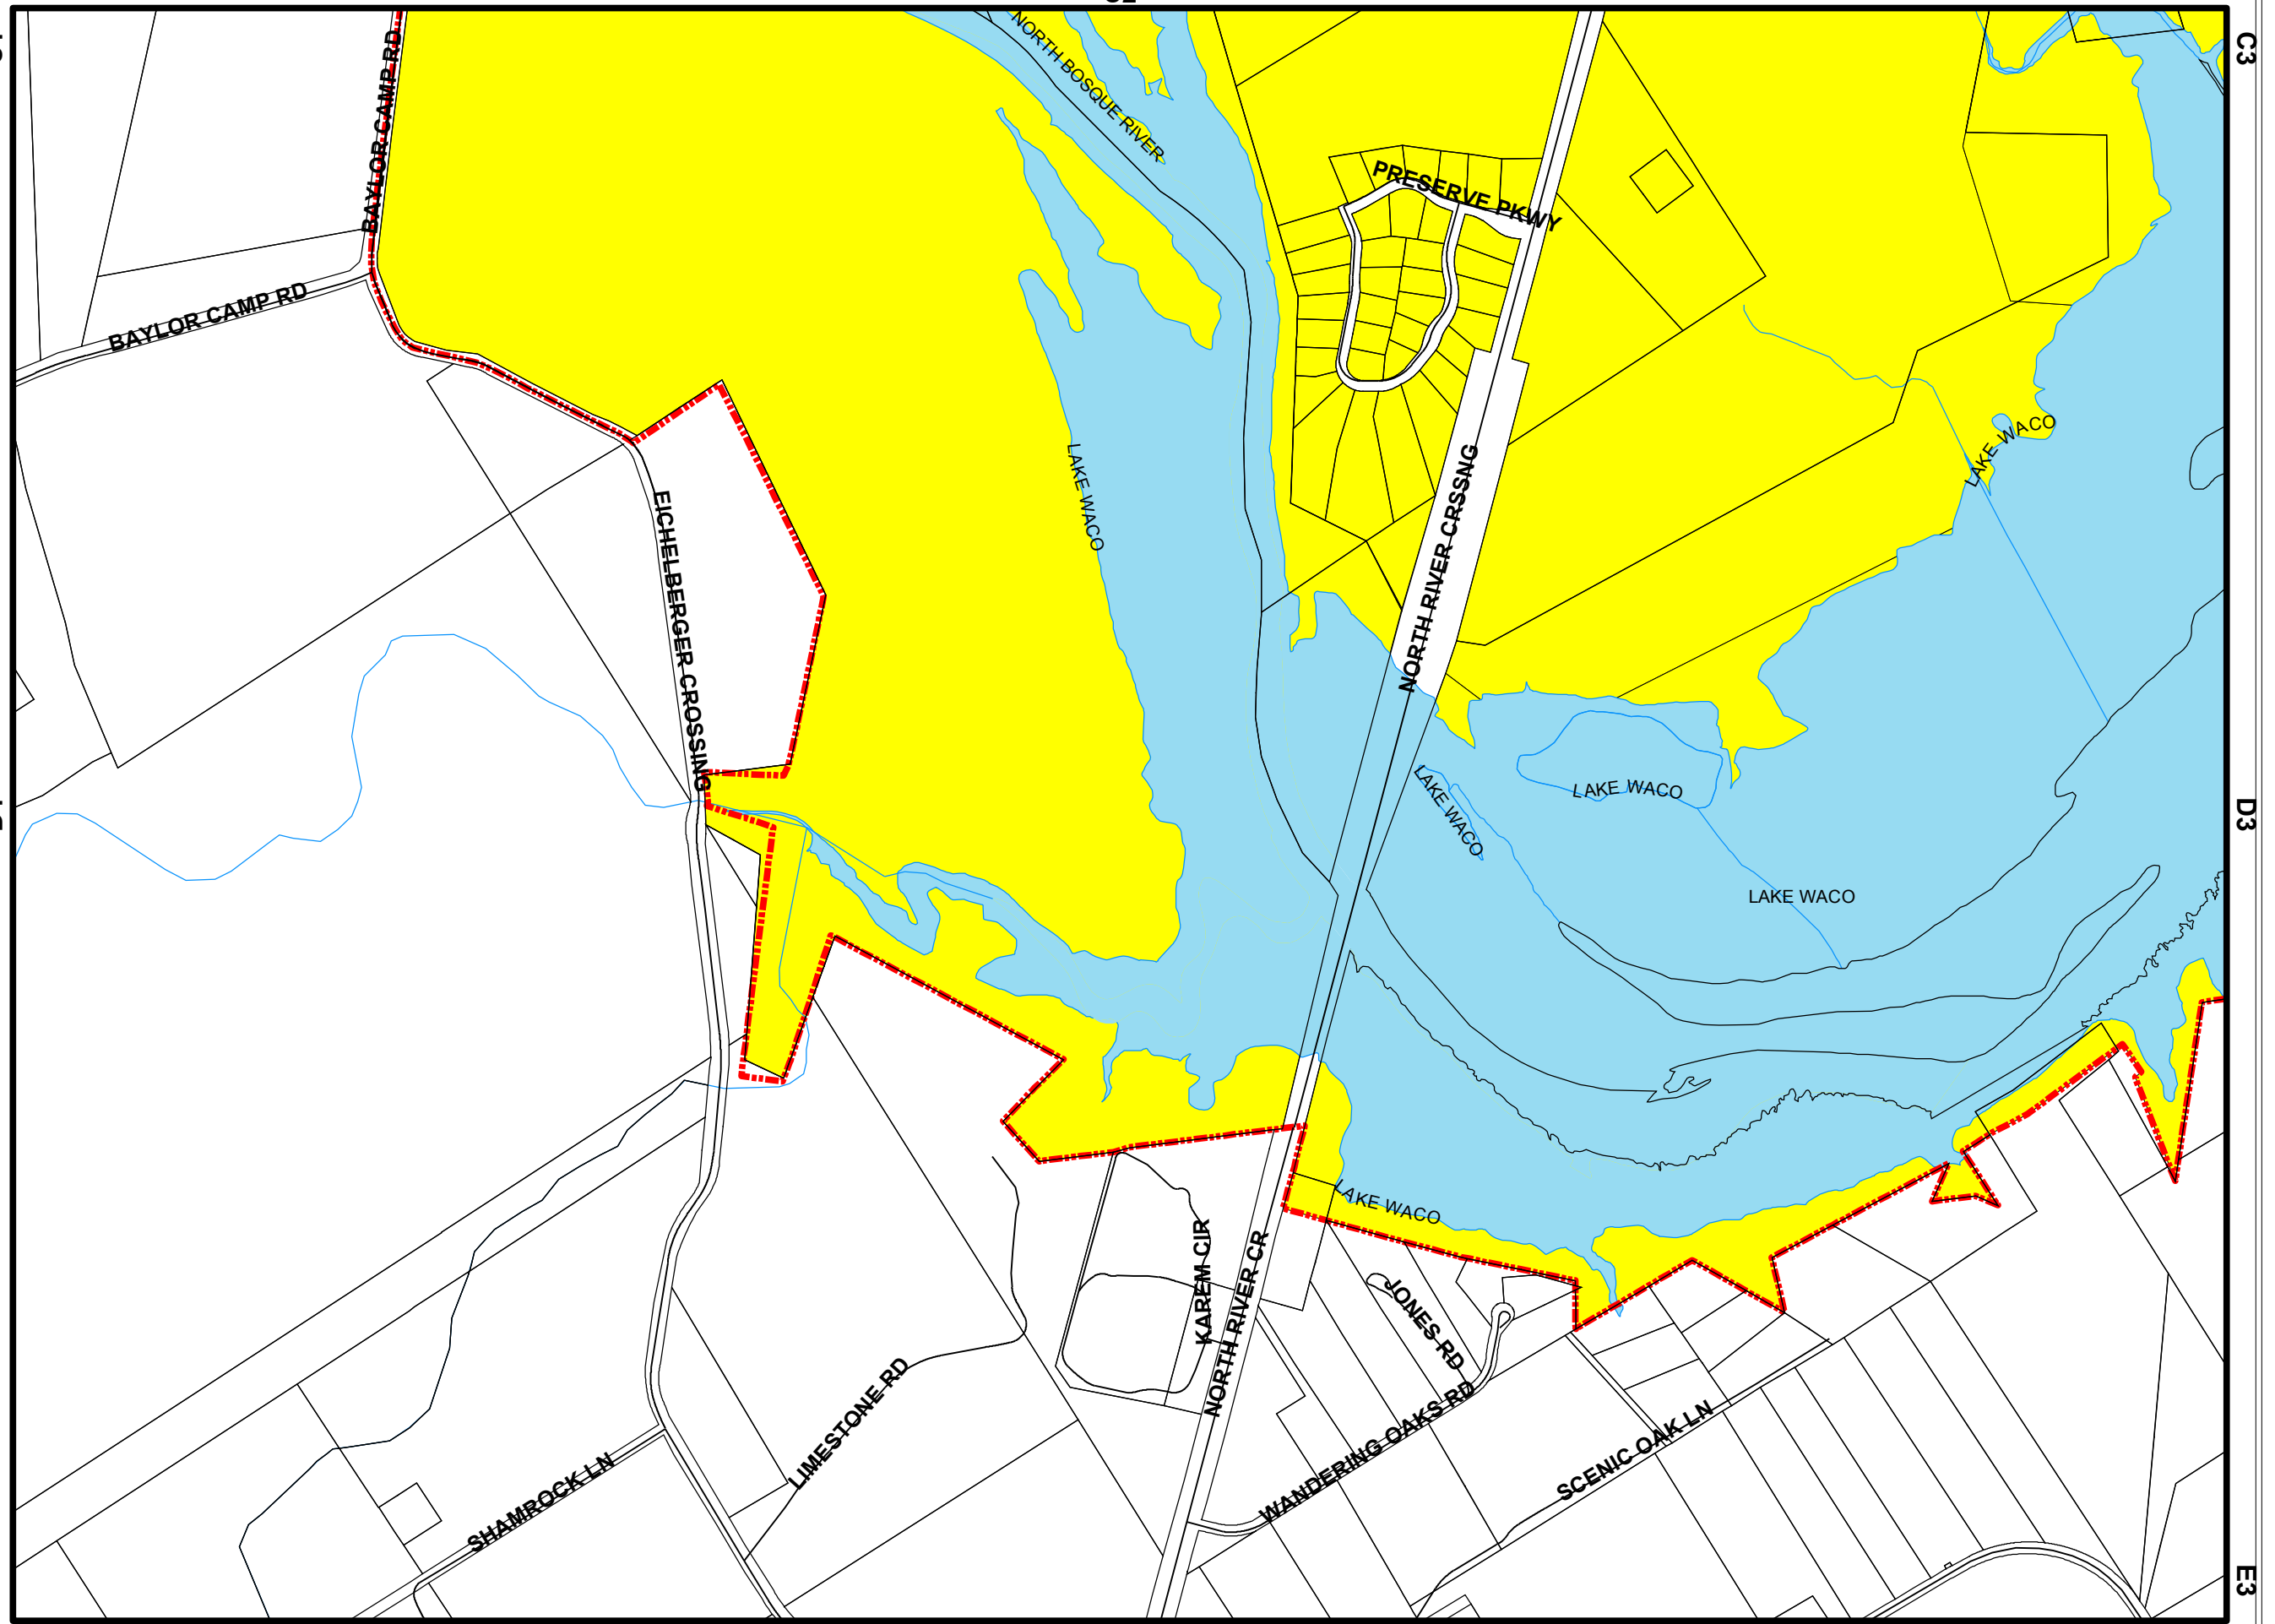 C3
BAYLOR CAMP RD
NORTH BOSQUE RIVER
PRESERVE PKWY
BAYLOR CAMP RD
LAKE WACO
LAKE WACO
NORTH RIVER CRSSNG
EICHELBERGER CROSSING
LAKE WACO
LAKE WACO
D3
LAKE WACO
LAKE WACO
KAREM CIR
NORTH RIVER CR
JONES RD
LIMESTONE RD
WANDERING OAKS RD
SCENIC OAK LN
SHAMROCK LN
E3